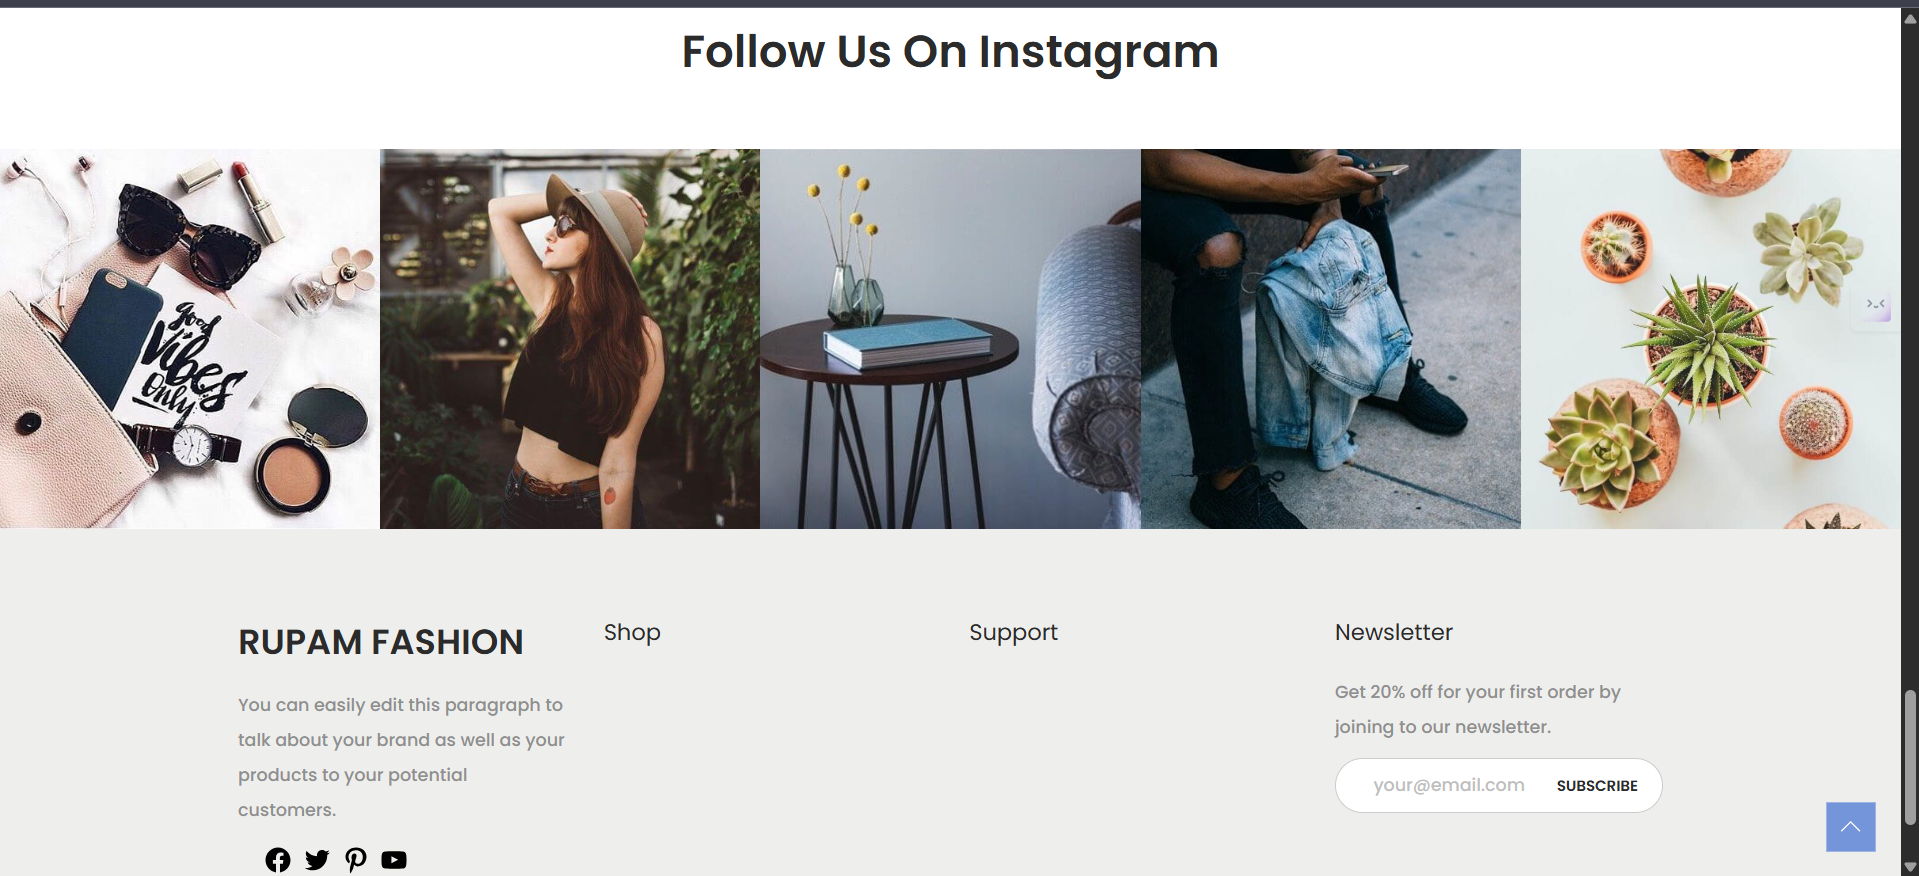 Follow Us On Instagram
good
Vibes
Only
RUPAM FASHION
You can easily edit this paragraph to
talk about your brand as well as your
products to your potential
customers.
Shop
Support
Newsletter
Get 20% off for your first order by
joining to our newsletter.
your@email.com SUBSCRIBE